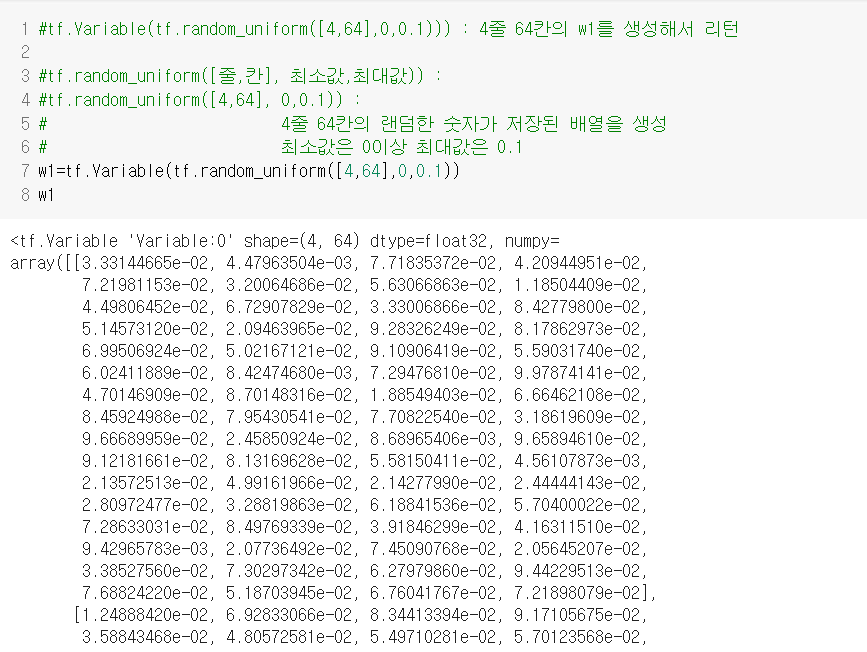 1 #tf.Variable(tf.random_uniform([4,64],0,0.1))) : 4줄 64칸의 w1를 생성해서 리턴
2
3 #tf.random_uniform([줄,칸], 최소값,최대값)) :
4 #tf.random_uniform([4,64], 0,0.1)) :
5 # 4줄 64칸의 랜덤한 숫자가 저장된 배열을 생성
6 # 최소값은 0이상 최대값은 0.1
7 w1=tf.Variable(tf.random_uniform([4,64],0,0.1))
8 w1
<tf.Variable 'Variable:0' shape=(4, 64) dtype=float32, numpy=
array([[3.33144665e-02, 4.47963504e-03, 7.71835372e-02, 4.20944951e-02,
7.21981153e-02, 3.20064686e-02, 5.63066863e-02, 1.18504409e-02,
4.49806452e-02, 6.72907829e-02, 3.33006866e-02, 8.42779800e-02,
5.14573120e-02, 2.09463965e-02, 9.28326249e-02, 8.17862973e-02,
6.99506924e-02, 5.02167121e-02, 9.10906419e-02, 5.59031740e-02,
6.02411889e-02, 8.42474680e-03, 7.29476810e-02, 9.97874141e-02,
4.70146909e-02, 8.70148316e-02, 1.88549403e-02, 6.66462108e-02,
8.45924988e-02, 7.95430541e-02, 7.70822540e-02, 3.18619609e-02,
9.66689959e-02, 2.45850924e-02, 8.68965406e-03, 9.65894610e-02,
9.12181661e-02, 8.13169628e-02, 5.58150411e-02, 4.56107873e-03,
2.13572513e-02, 4.99161966e-02, 2.14277990e-02, 2.44444143e-02,
2.80972477e-02, 3.28819863e-02, 6.18841536e-02, 5.70400022e-02,
7.28633031e-02, 8.49769339e-02, 3.91846299e-02, 4.16311510e-02,
9.42965783e-03, 2.07736492e-02, 7.45090768e-02, 2.05645207e-02,
3.38527560e-02, 7.30297342e-02, 6.27979860e-02, 9.44229513e-02,
7.68824220e-02, 5.18703945e-02, 6.76041767e-02, 7.21898079e-02],
[1.24888420e-02, 6.92833066e-02, 8.34413394e-02, 9.17105675e-02,
3.58843468e-02, 4.80572581e-02, 5.49710281e-02, 5.70123568e-02,